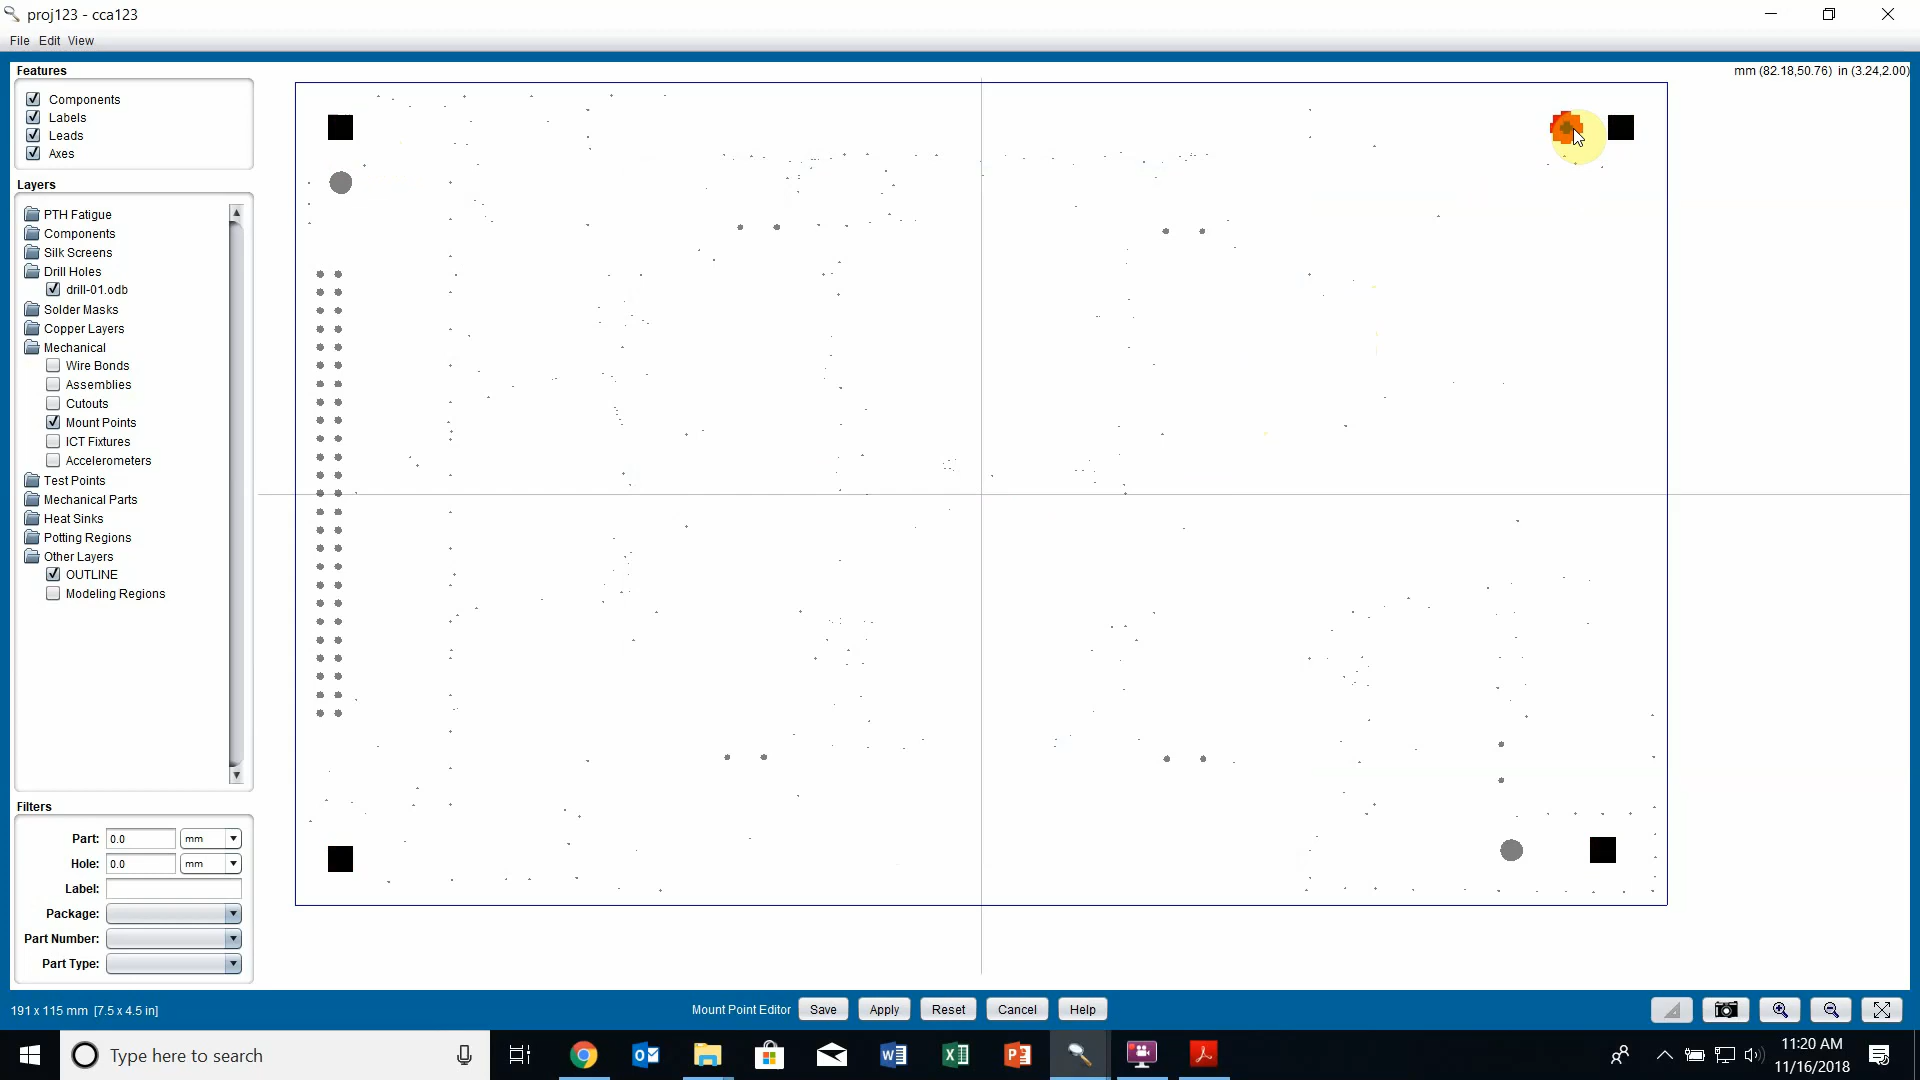 proj123 - cca123
File Edit View
Features
mm (82.18,50.76) in (3.24,2.00)
Components
Labels
Leads
Axes
Layers
PTH Fatigue
Components
Silk Screens
Drill Holes
drill-01.odb
Solder Masks
Copper Layers
Mechanical
Wire Bonds
Assemblies
Cutouts
Mount Points
ICT Fixtures
Accelerometers
Test Points
Mechanical Parts
Heat Sinks
Potting Regions
Other Layers
OUTLINE
Modeling Regions
Filters
Part: 0.0 mm
Hole: 0.0 mm
Label:
Package:
Part Number:
Part Type:
191 x 115 mm [7.5 x 4.5 in]
Mount Point Editor Save Apply Reset Cancel Help
Type here to search
11:20 AM
11/16/2018